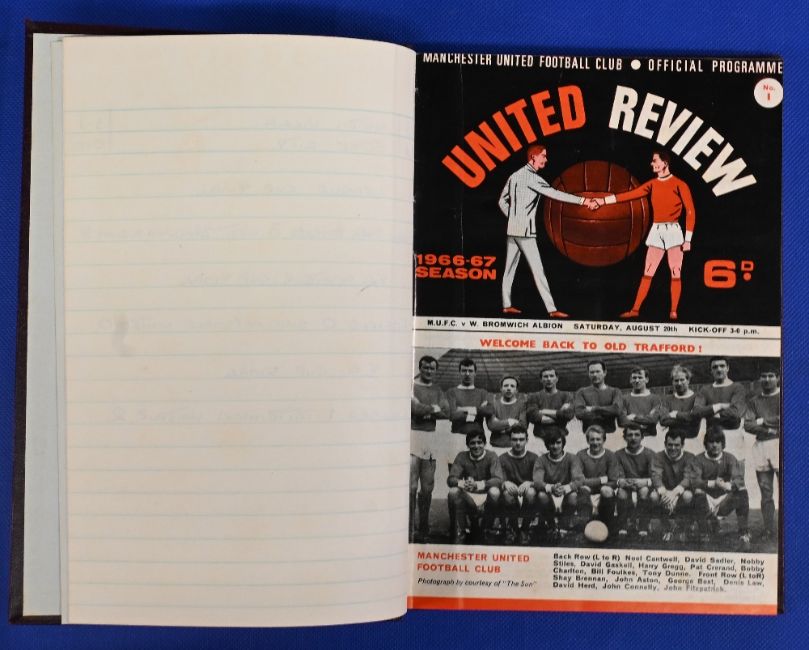 MANCHESTER UNITED FOOTBALL CLUB ● OFFICIAL PROGRAMME
No.
1
UNITED REVIEW
1966-67
SEASON
6D.
M.U.F.C. v W. BROMWICH ALBION SATURDAY, AUGUST 20th KICK-OFF 3-0 p.m.
WELCOME BACK TO OLD TRAFFORD!
MANCHESTER UNITED
FOOTBALL CLUB
Photograph by courtesy of "The Sun"
Back Row (L to R) Noel Cantwell, David Sadler, Nobby
Stiles, David Gaskell, Harry Gregg, Pat Crerand, Bobby
Charlton, Bill Foulkes, Tony Dunne. Front Row (L to R)
Shay Brennan, John Aston, George Best, Denis Law,
David Herd, John Connelly, John Fitzpatrick.